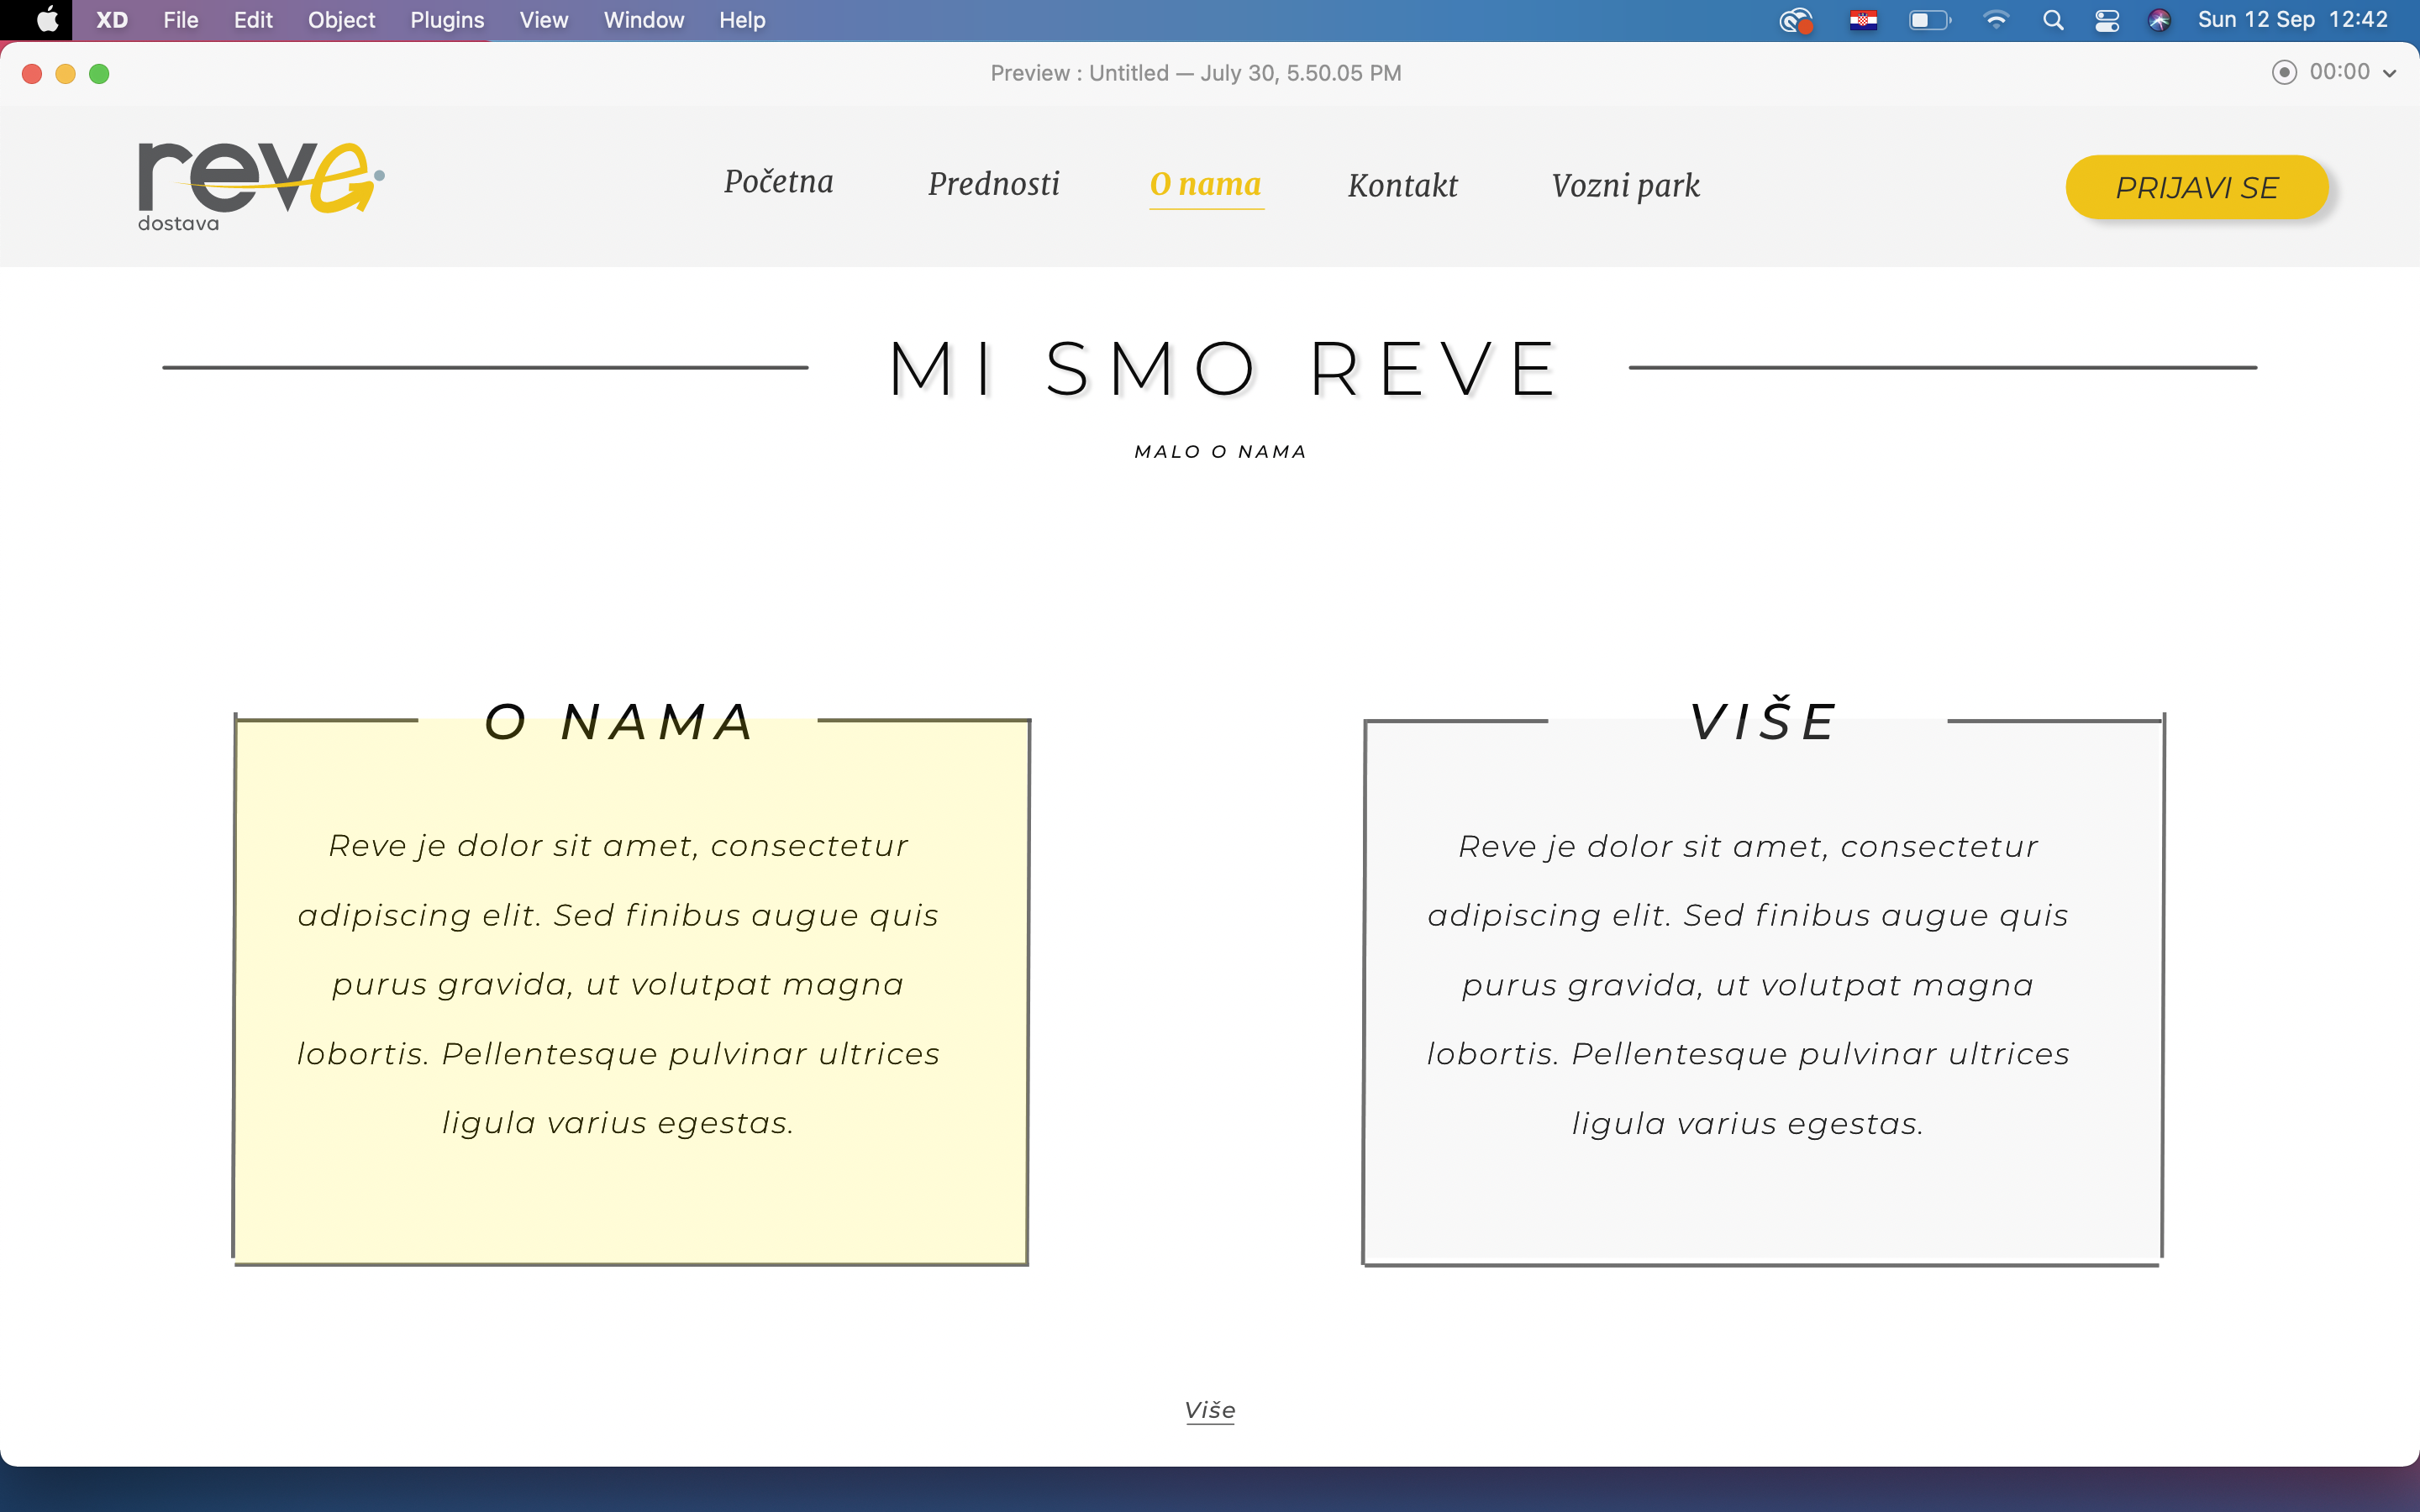 XD File Edit Object Plugins View Window Help Sun 12 Sep 12:42
Preview : Untitled — July 30, 5.50.05 PM 00:00
reve
dostava
Početna Prednosti O nama Kontakt Vozni park PRIJAVI SE
MI SMO REVE
MALO O NAMA
O NAMA
Reve je dolor sit amet, consectetur
adipiscing elit. Sed finibus augue quis
purus gravida, ut volutpat magna
lobortis. Pellentesque pulvinar ultrices
ligula varius egestas.
VIŠE
Reve je dolor sit amet, consectetur
adipiscing elit. Sed finibus augue quis
purus gravida, ut volutpat magna
lobortis. Pellentesque pulvinar ultrices
ligula varius egestas.
Više